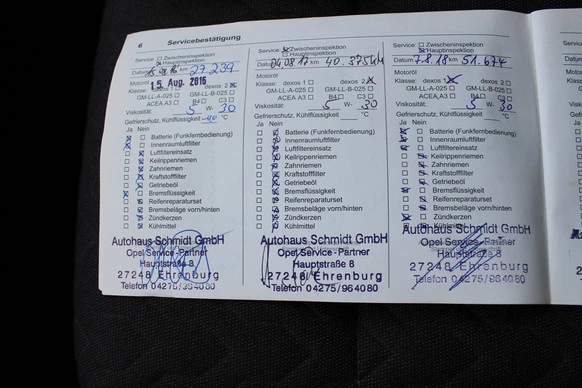 6
Servicebestätigung
Service: Zwischeninspektion
Hauptinspektion
Datum 15.08.16 km 27 239
15. Aug. 2016
Motoröl
Klasse: dexos 1 dexos 2
GM-LL-A-025 GM-LL-B-025
ACEA A3 B4 C3
Viskosität: 5 W- 30
Gefrierschutz, Kühlflüssigkeit -40 °C
Ja Nein
Batterie (Funkfernbedienung)
Innenraumluftfilter
Luftfiltereinsatz
Keilrippenriemen
Zahnriemen
Kraftstofffilter
Getriebeöl
Bremsflüssigkeit
Reifenreparaturset
Bremsbeläge vorn/hinten
Zündkerzen
Kühlmittel
Autohaus Schmidt GmbH
Opel Service - Partner
Hauptstraße 8
27248 Ehrenburg
Telefon 04275/964080
Service: Zwischeninspektion
Hauptinspektion
Datum 04.08.17 km 40.375 KM
Motoröl
Klasse: dexos 1 dexos 2
GM-LL-A-025 GM-LL-B-025
ACEA A3 B4 C3
Viskosität: 5 W- 30
Gefrierschutz, Kühlflüssigkeit °C
Ja Nein
Batterie (Funkfernbedienung)
Innenraumluftfilter
Luftfiltereinsatz
Keilrippenriemen
Zahnriemen
Kraftstofffilter
Getriebeöl
Bremsflüssigkeit
Reifenreparaturset
Bremsbeläge vorn/hinten
Zündkerzen
Kühlmittel
Autohaus Schmidt GmbH
Opel Service - Partner
Hauptstraße 8
27248 Ehrenburg
Telefon 04275/964080
Service: Zwischeninspektion
Hauptinspektion
Datum 7.8.18 km 51.674
Motoröl
Klasse: dexos 1 dexos 2
GM-LL-A-025 GM-LL-B-025
ACEA A3 B4 C3
Viskosität: 5 W- 30
Gefrierschutz, Kühlflüssigkeit °C
Ja Nein
Batterie (Funkfernbedienung)
Innenraumluftfilter
Luftfiltereinsatz
Keilrippenriemen
Zahnriemen
Kraftstofffilter
Getriebeöl
Bremsflüssigkeit
Reifenreparaturset
Bremsbeläge vorn/hinten
Zündkerzen
Kühlmittel
Autohaus Schmidt GmbH
Opel Service - Partner
Hauptstraße 8
27248 Ehrenburg
Telefon 04275/964080